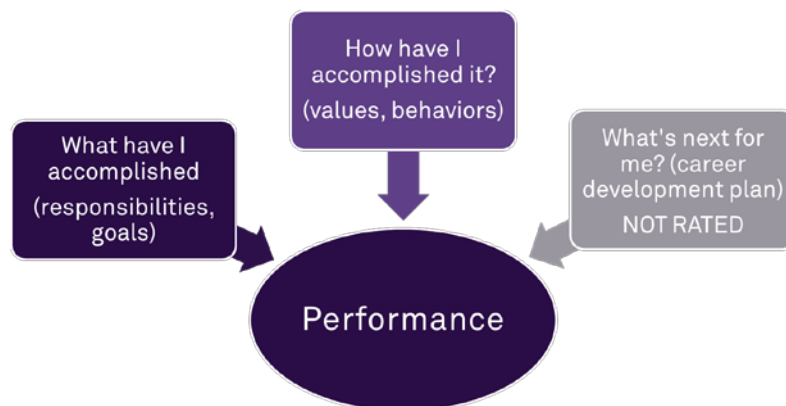 What have I
accomplished
(responsibilities,
goals)
How have I
accomplished it?
(values, behaviors)
What's next for
me? (career
development plan)
NOT RATED
Performance